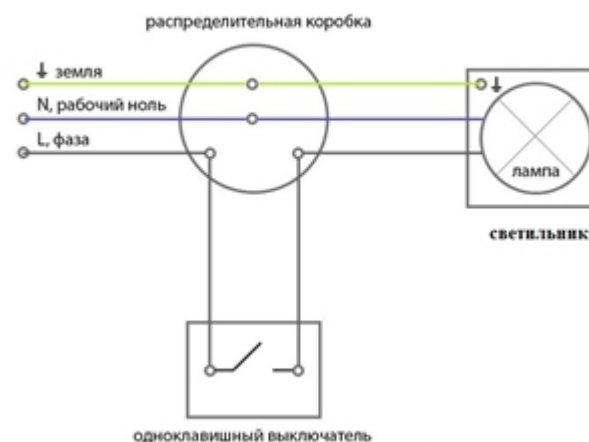 распределительная коробка
⏚ земля
N, рабочий ноль
L, фаза
лампа
светильник
одноклавишный выключатель